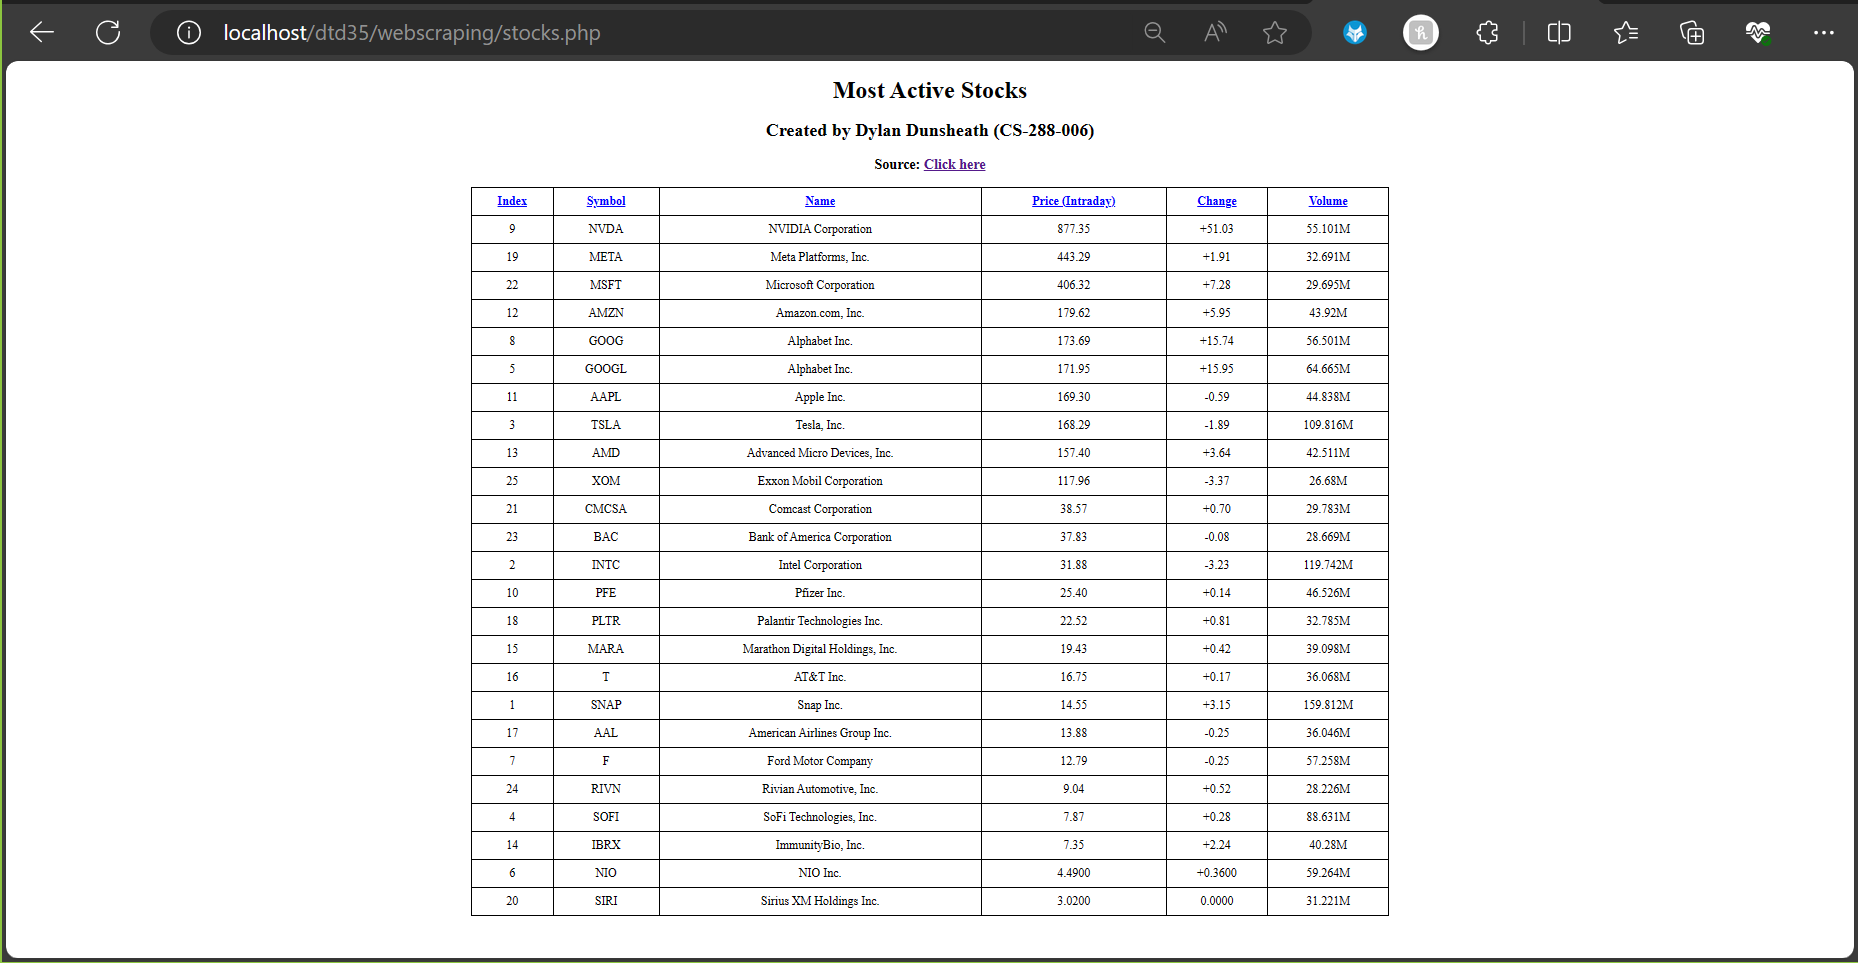 localhost/dtd35/webscraping/stocks.php
Most Active Stocks
Created by Dylan Dunsheath (CS-288-006)
Source: Click here
Index Symbol Name Price (Intraday) Change Volume
9 NVDA NVIDIA Corporation 877.35 +51.03 55.101M
19 META Meta Platforms, Inc. 443.29 +1.91 32.691M
22 MSFT Microsoft Corporation 406.32 +7.28 29.695M
12 AMZN Amazon.com, Inc. 179.62 +5.95 43.92M
8 GOOG Alphabet Inc. 173.69 +15.74 56.501M
5 GOOGL Alphabet Inc. 171.95 +15.95 64.665M
11 AAPL Apple Inc. 169.30 -0.59 44.838M
3 TSLA Tesla, Inc. 168.29 -1.89 109.816M
13 AMD Advanced Micro Devices, Inc. 157.40 +3.64 42.511M
25 XOM Exxon Mobil Corporation 117.96 -3.37 26.68M
21 CMCSA Comcast Corporation 38.57 +0.70 29.783M
23 BAC Bank of America Corporation 37.83 -0.08 28.669M
2 INTC Intel Corporation 31.88 -3.23 119.742M
10 PFE Pfizer Inc. 25.40 +0.14 46.526M
18 PLTR Palantir Technologies Inc. 22.52 +0.81 32.785M
15 MARA Marathon Digital Holdings, Inc. 19.43 +0.42 39.098M
16 T AT&T Inc. 16.75 +0.17 36.068M
1 SNAP Snap Inc. 14.55 +3.15 159.812M
17 AAL American Airlines Group Inc. 13.88 -0.25 36.046M
7 F Ford Motor Company 12.79 -0.25 57.258M
24 RIVN Rivian Automotive, Inc. 9.04 +0.52 28.226M
4 SOFI SoFi Technologies, Inc. 7.87 +0.28 88.631M
14 IBRX ImmunityBio, Inc. 7.35 +2.24 40.28M
6 NIO NIO Inc. 4.4900 +0.3600 59.264M
20 SIRI Sirius XM Holdings Inc. 3.0200 0.0000 31.221M